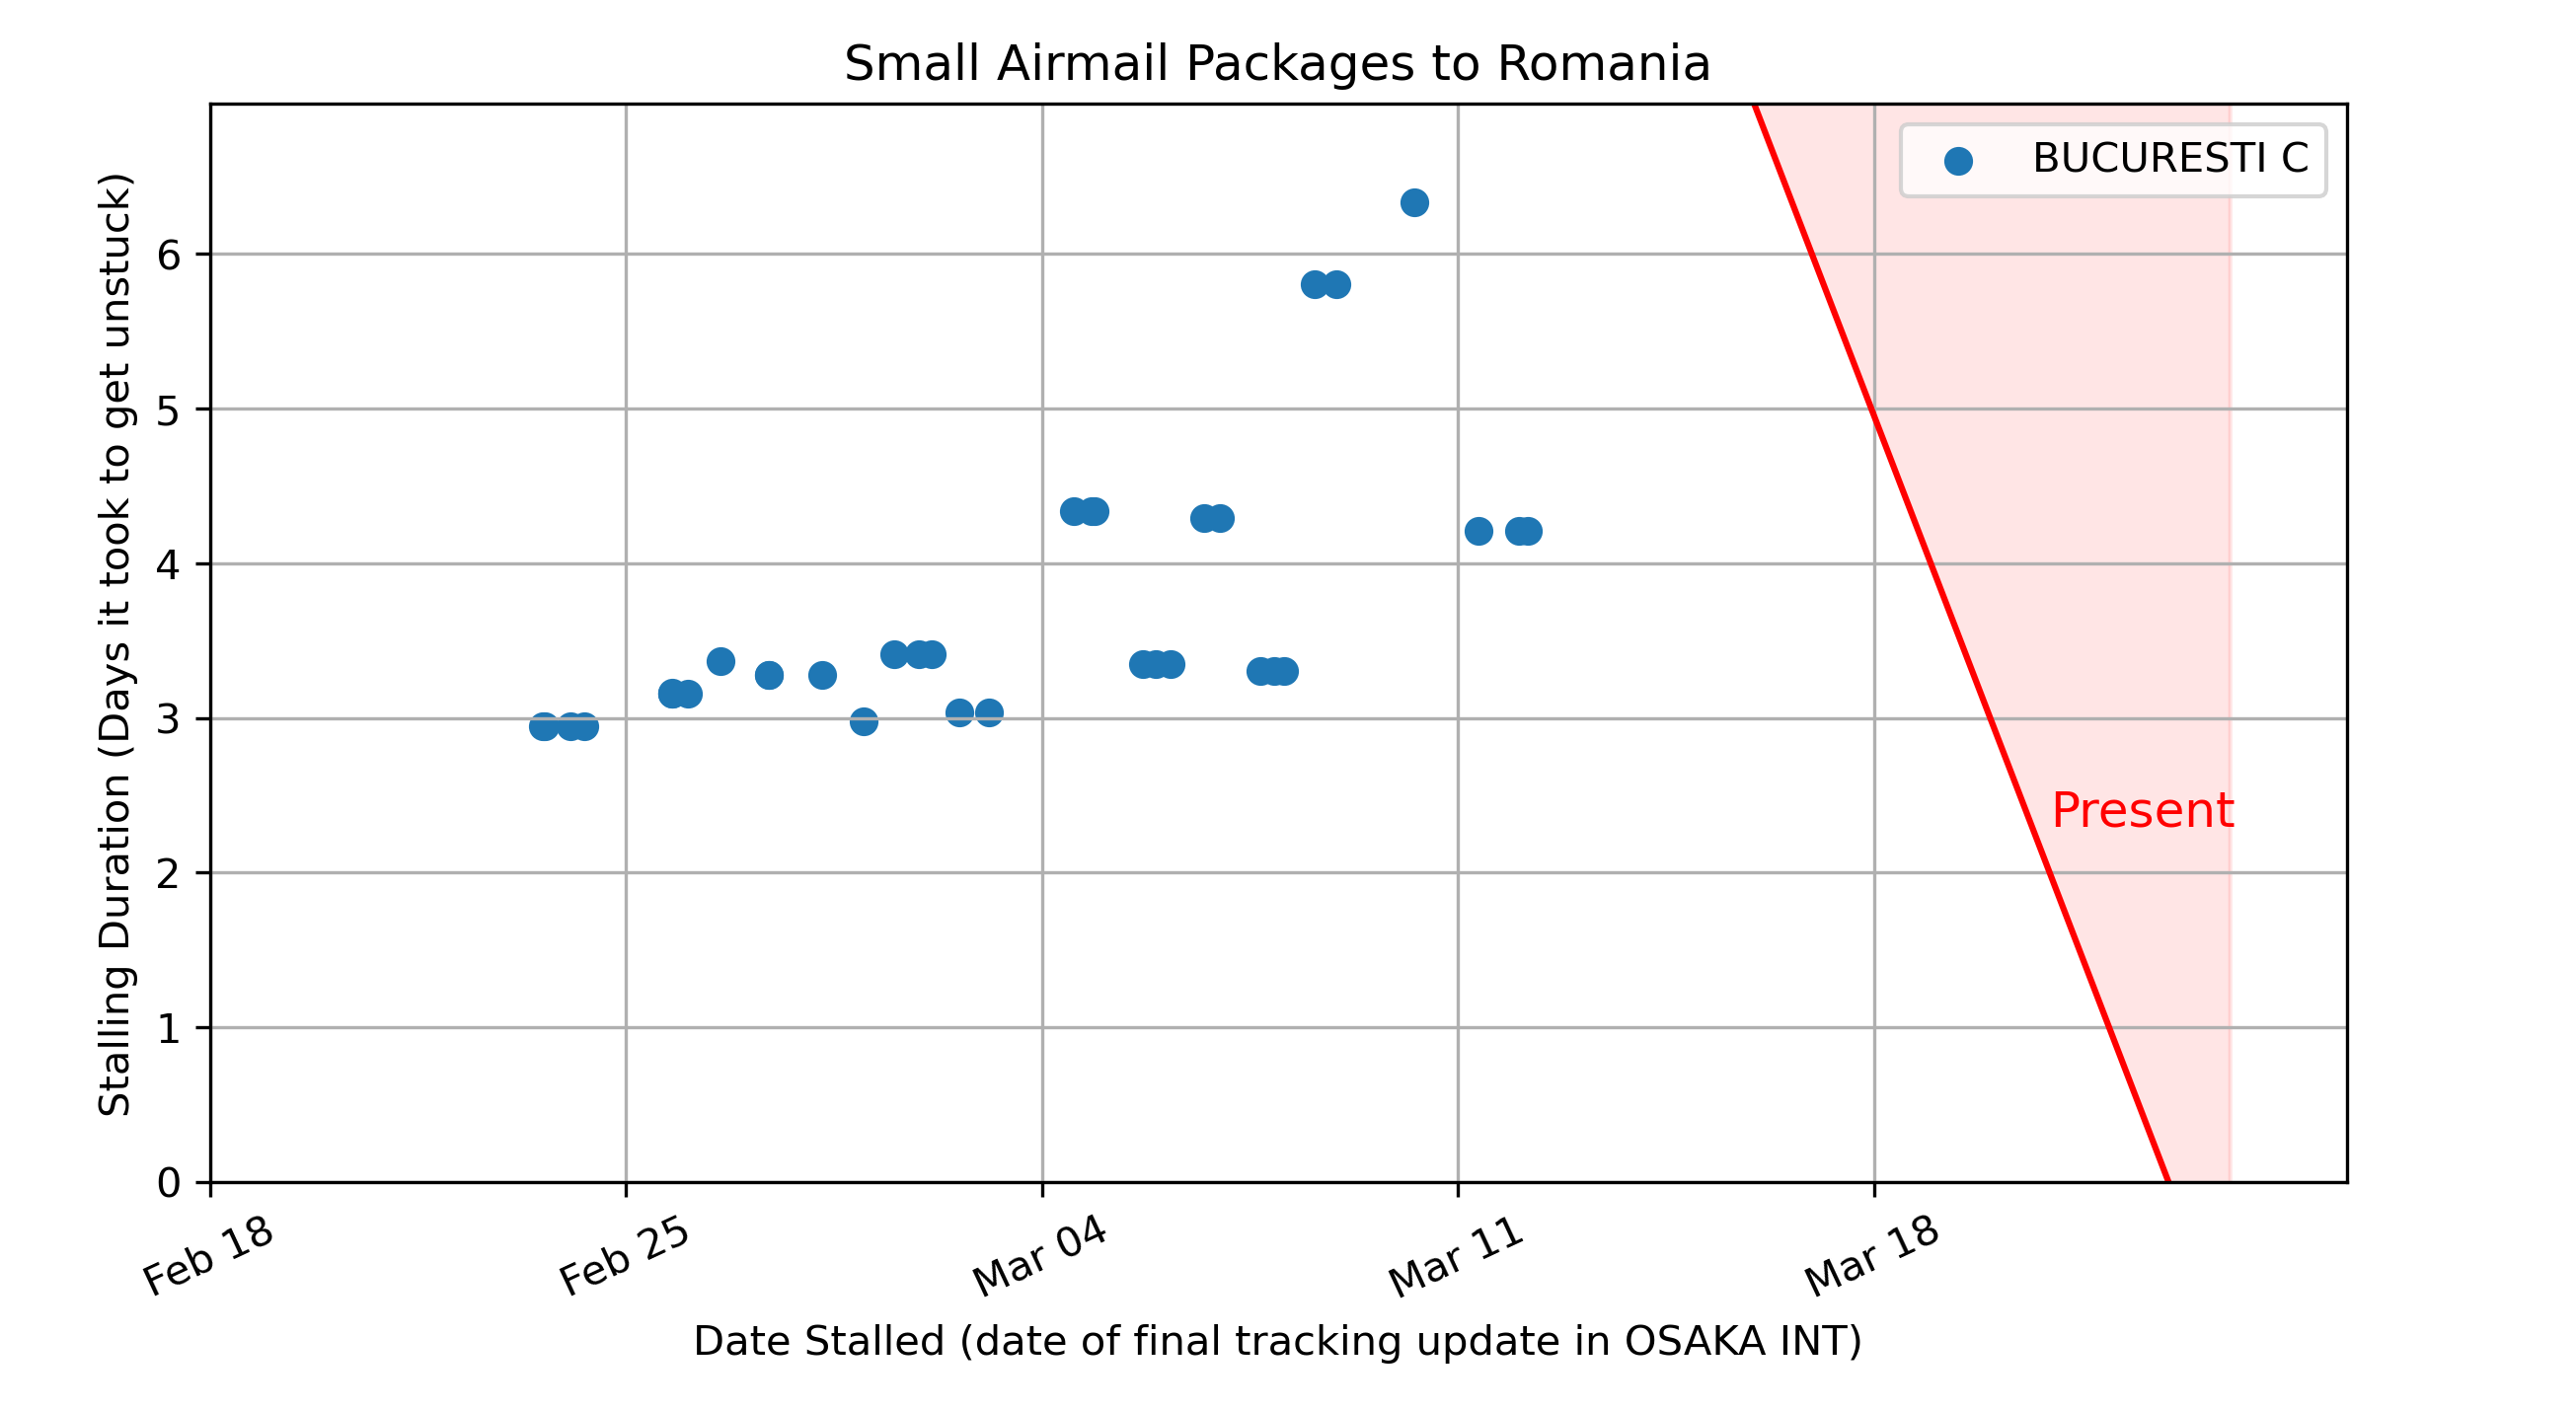 Small Airmail Packages to Romania
BUCURESTI C
Stalling Duration (Days it took to get unstuck)
6
5
4
3
2
1
0
Present
Feb 18
Feb 25
Mar 04
Mar 11
Mar 18
Date Stalled (date of final tracking update in OSAKA INT)